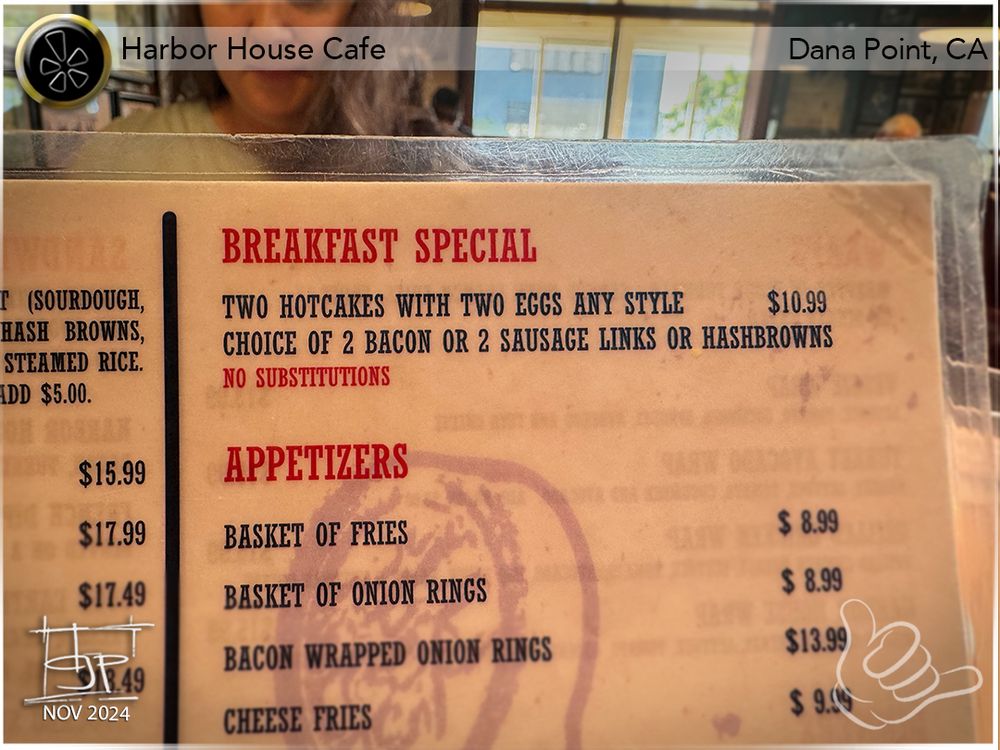 Harbor House Cafe
Dana Point, CA
T (SOURDOUGH,
HASH BROWNS,
STEAMED RICE.
ADD $5.00.
$15.99
$17.99
$17.49
BREAKFAST SPECIAL
TWO HOTCAKES WITH TWO EGGS ANY STYLE $10.99
CHOICE OF 2 BACON OR 2 SAUSAGE LINKS OR HASHBROWNS
NO SUBSTITUTIONS
APPETIZERS
BASKET OF FRIES $ 8.99
BASKET OF ONION RINGS $ 8.99
BACON WRAPPED ONION RINGS $13.99
CHEESE FRIES $ 9.99
NOV 2024